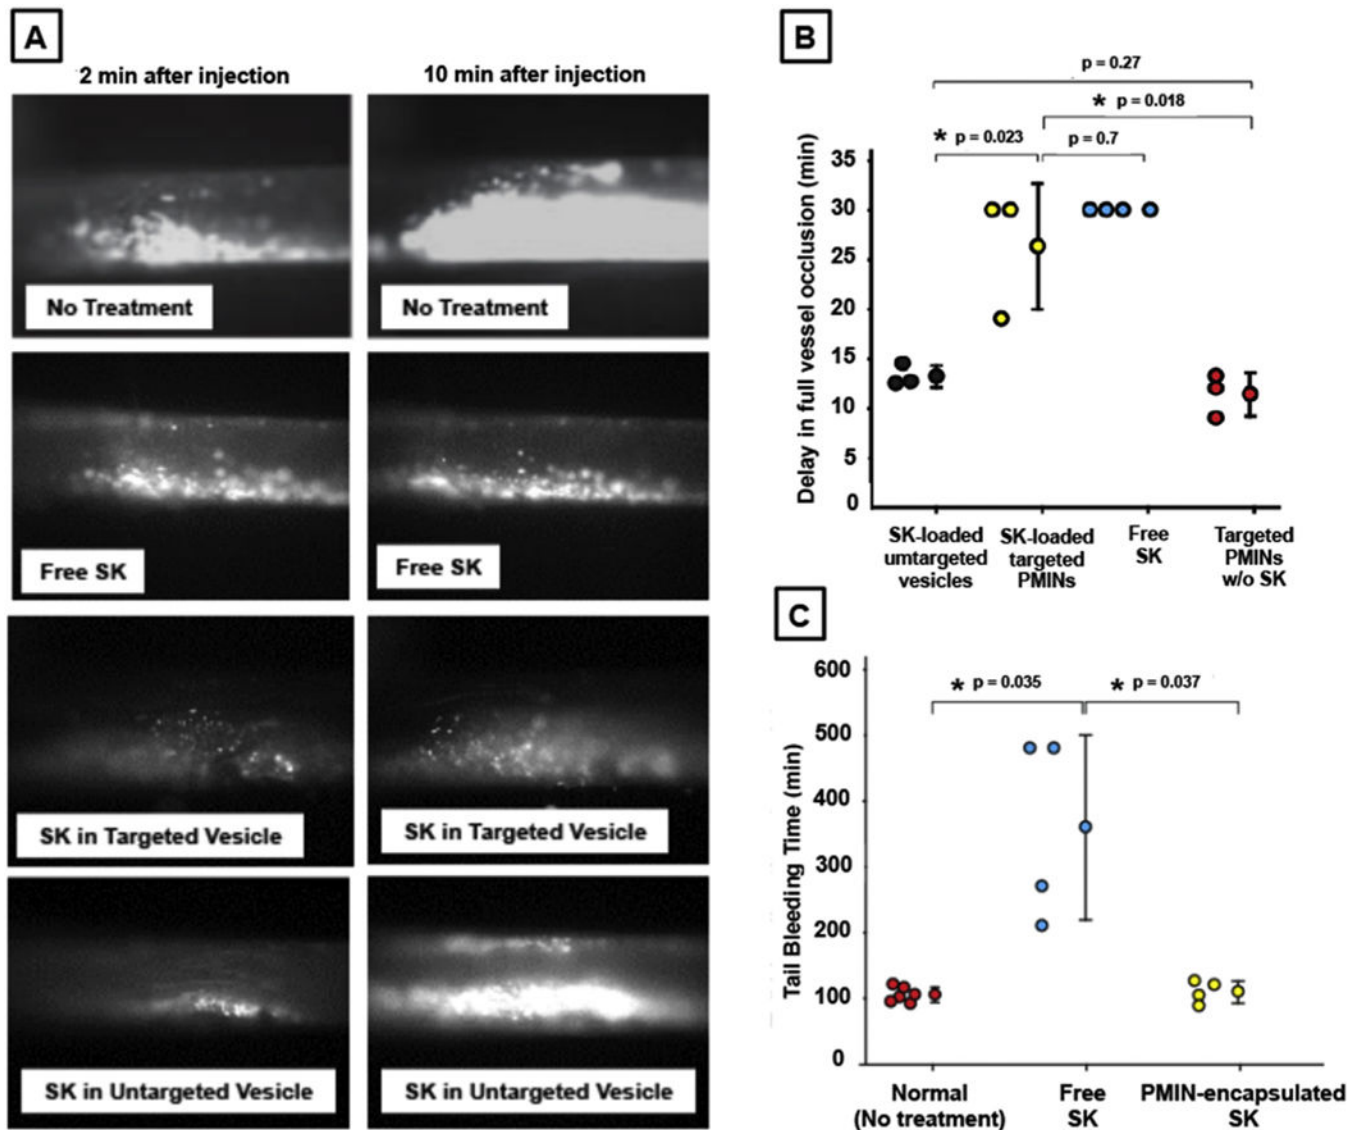 A
2 min after injection
10 min after injection
No Treatment
No Treatment
Free SK
Free SK
SK in Targeted Vesicle
SK in Targeted Vesicle
SK in Untargeted Vesicle
SK in Untargeted Vesicle
B
p = 0.27
* p = 0.018
* p = 0.023
p = 0.7
Delay in full vessel occlusion (min)
35
30
25
20
15
10
5
0
SK-loaded
umtargeted
vesicles
SK-loaded
targeted
PMINs
Free
SK
Targeted
PMINs
w/o SK
C
* p = 0.035
* p = 0.037
Tail Bleeding Time (min)
600
500
400
300
200
100
0
Normal
(No treatment)
Free
SK
PMIN-encapsulated
SK